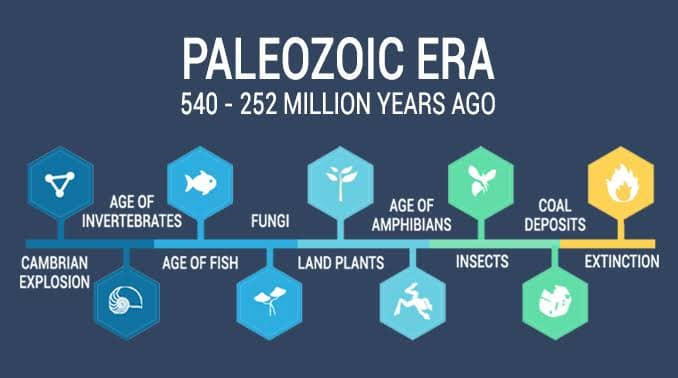 PALEOZOIC ERA
540 - 252 MILLION YEARS AGO
AGE OF
INVERTEBRATES
FUNGI
AGE OF
AMPHIBIANS
COAL
DEPOSITS
CAMBRIAN
EXPLOSION
AGE OF FISH
LAND PLANTS
INSECTS
EXTINCTION